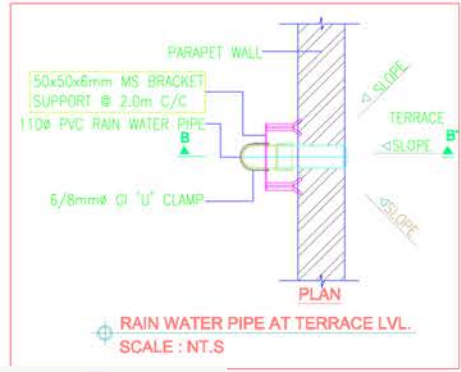 PARAPET WALL
50x50x6mm MS BRACKET
SUPPORT @ 2.0m C/C
110ø PVC RAIN WATER PIPE
B
6/8mmø GI "U" CLAMP
SLOPE
TERRACE
SLOPE
B'
SLOPE
PLAN
RAIN WATER PIPE AT TERRACE LVL.
SCALE : NT.S